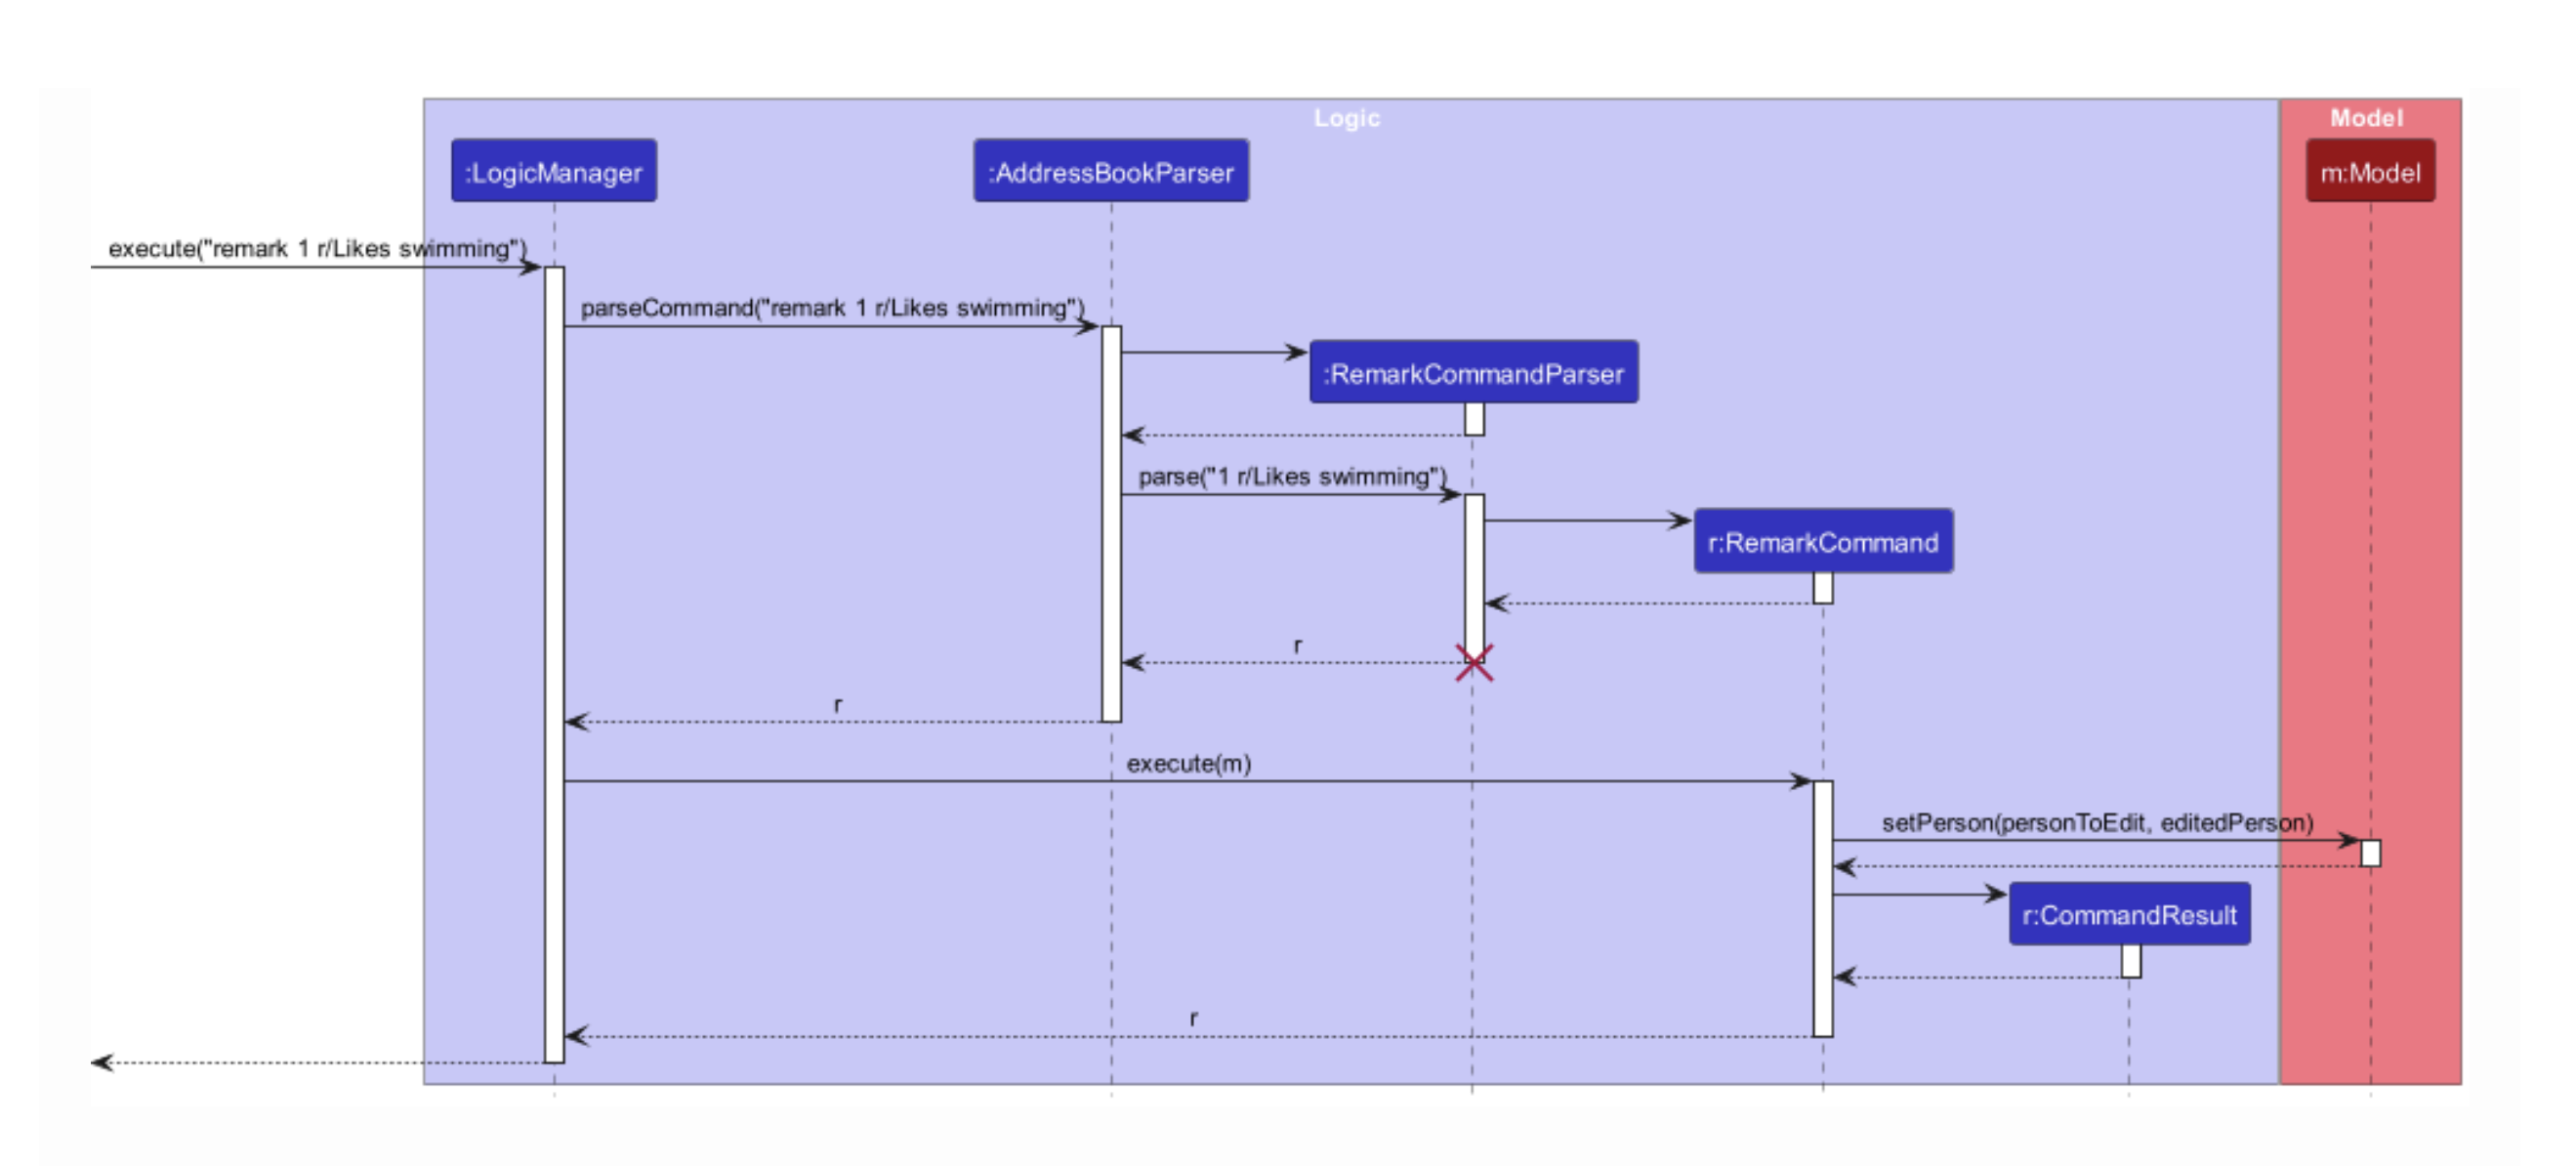 Logic
Model
:LogicManager
:AddressBookParser
m:Model
execute("remark 1 r/Likes swimming")
parseCommand("remark 1 r/Likes swimming")
:RemarkCommandParser
parse("1 r/Likes swimming")
r:RemarkCommand
r
r
execute(m)
setPerson(personToEdit, editedPerson)
r:CommandResult
r